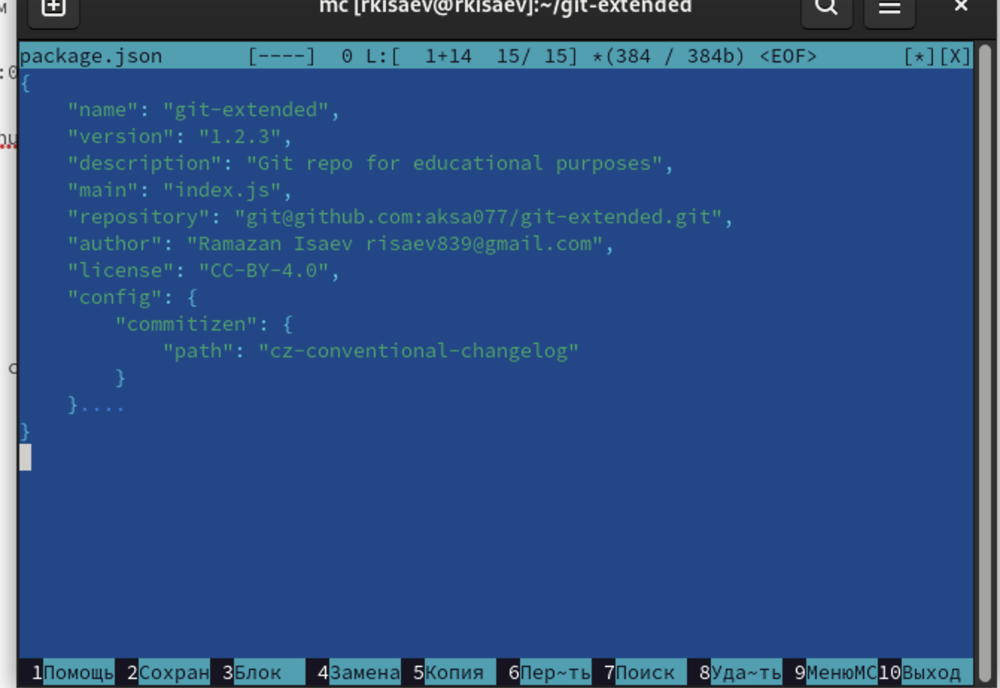 mc [rkisaev@rkisaev]:~/git-extended
package.json [----] 0 L:[ 1+14 15/ 15] *(384 / 384b) <EOF> [*][X]
{
    "name": "git-extended",
    "version": "1.2.3",
    "description": "Git repo for educational purposes",
    "main": "index.js",
    "repository": "git@github.com:aksa077/git-extended.git",
    "author": "Ramazan Isaev risaev839@gmail.com",
    "license": "CC-BY-4.0",
    "config": {
        "commitizen": {
            "path": "cz-conventional-changelog"
        }
    }....
}
1Помощь 2Сохран 3Блок 4Замена 5Копия 6Пер~ть 7Поиск 8Уда~ть 9МенюМС 10Выход